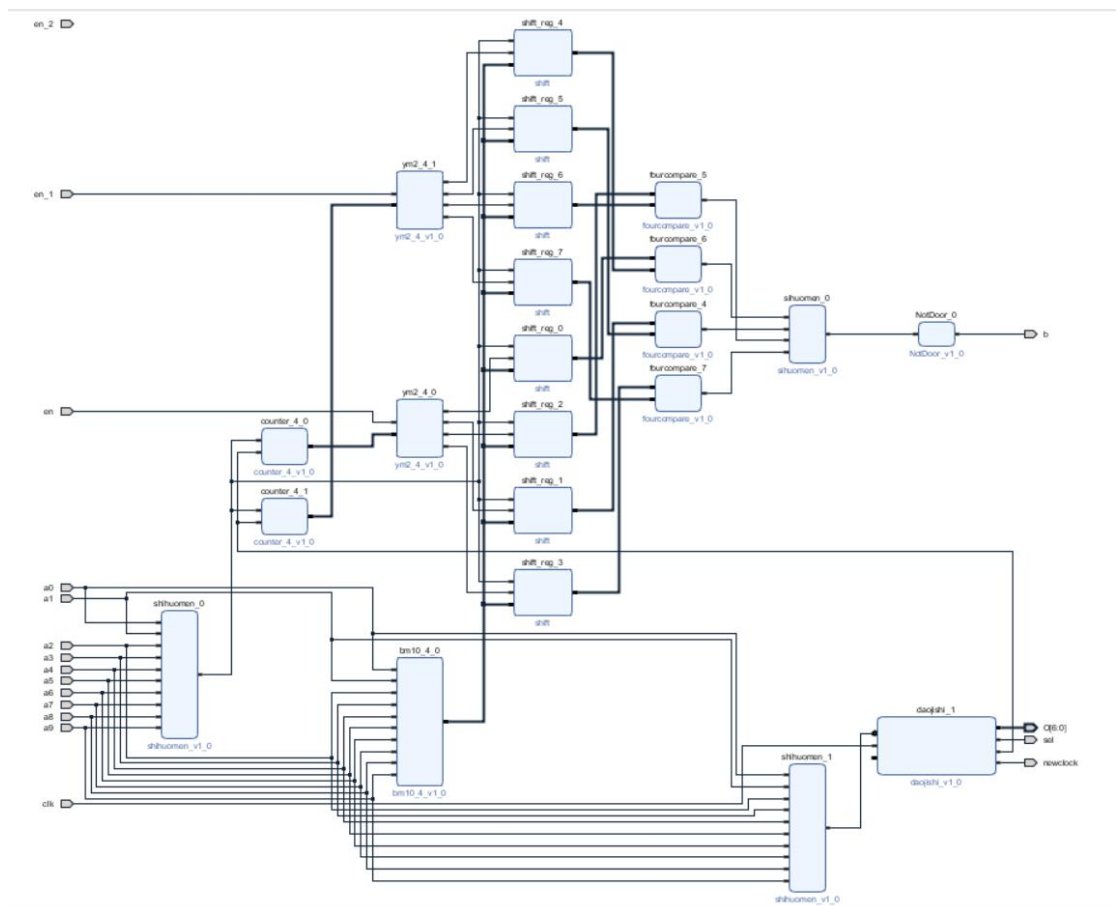 en_2
en_1
en
a0
a1
a2
a3
a4
a5
a6
a7
a8
a9
clk
shihuomen_0
shihuomen_v1_0
counter_4_0
counter_4_v1_0
counter_4_1
counter_4_v1_0
ym2_4_1
ym2_4_v1_0
ym2_4_0
ym2_4_v1_0
bm10_4_0
bm10_4_v1_0
shift_reg_4
shift
shift_reg_5
shift
shift_reg_6
shift
shift_reg_7
shift
shift_reg_0
shift
shift_reg_2
shift
shift_reg_1
shift
shift_reg_3
shift
fourcompare_5
fourcompare_v1_0
fourcompare_6
fourcompare_v1_0
fourcompare_4
fourcompare_v1_0
fourcompare_7
fourcompare_v1_0
sihuomen_0
sihuomen_v1_0
NotDoor_0
NotDoor_v1_0
b
shihuomen_1
shihuomen_v1_0
daojishi_1
daojishi_v1_0
O[6:0]
sel
newclock